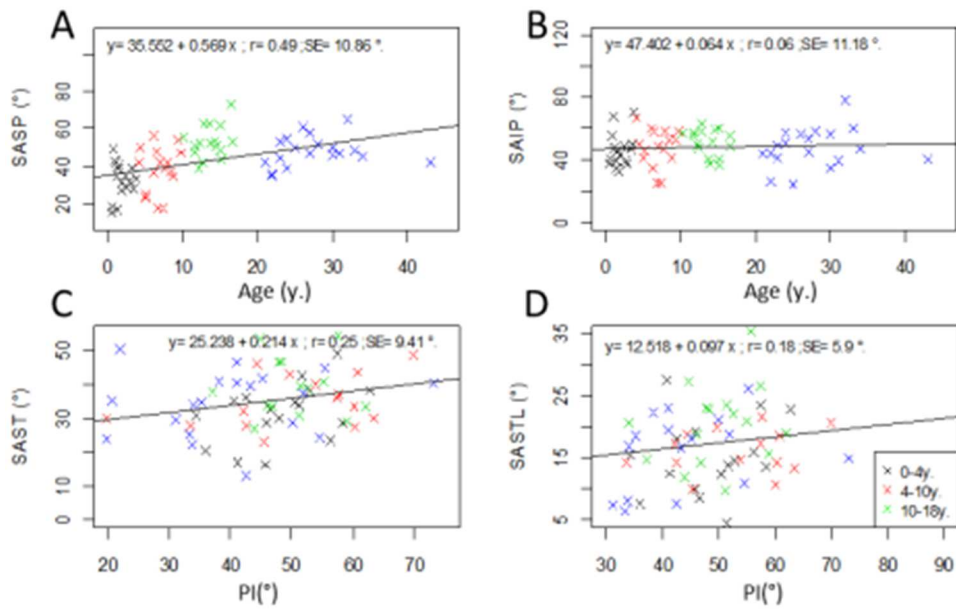 A
y= 35.552 + 0.569 x ; r= 0.49 ;SE= 10.86 °.
SASP (°)
20 40 60 80
0 10 20 30 40
Age (y.)
B
y= 47.402 + 0.064 x ; r= 0.06 ;SE= 11.18 °.
SAIP (°)
0 40 80 120
0 10 20 30 40
Age (y.)
C
y= 25.238 + 0.214 x ; r= 0.25 ;SE= 9.41 °.
SAST (°)
0 10 30 50
20 30 40 50 60 70
PI(°)
D
y= 12.518 + 0.097 x ; r= 0.18 ; SE= 5.9 °.
SASTL (°)
5 15 25 35
30 40 50 60 70 80 90
PI(°)
0-4y.
4-10y.
10-18y.